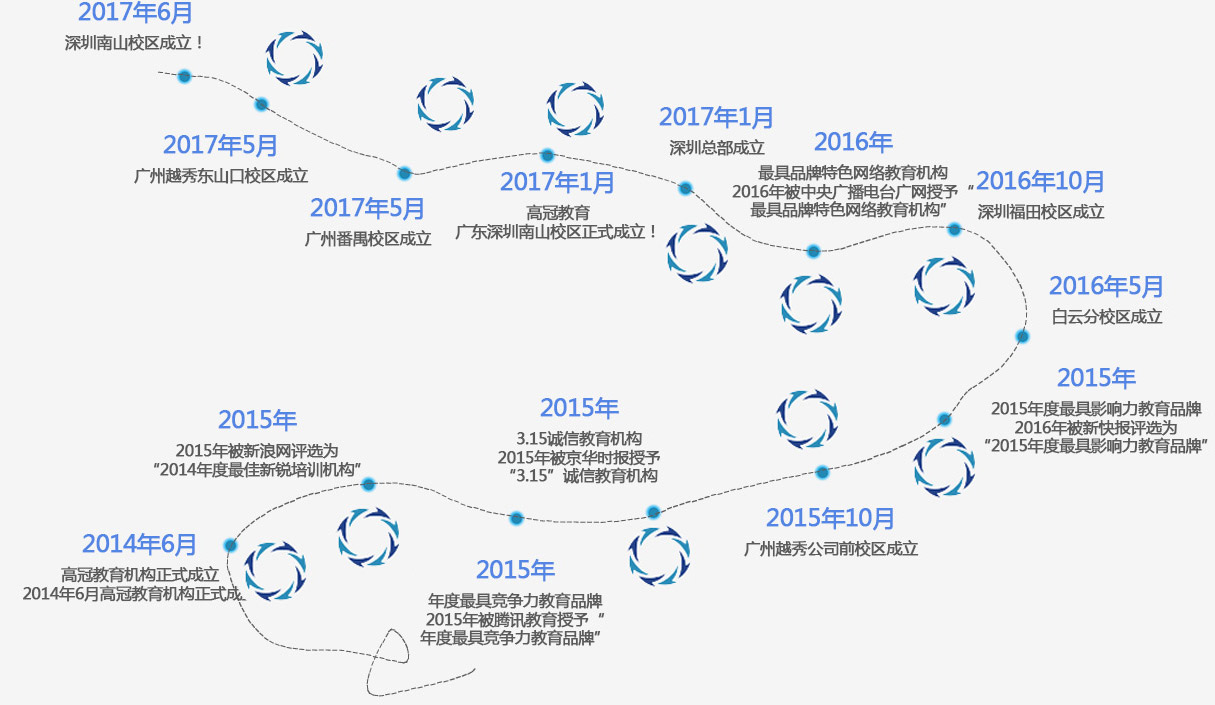 2017年6月
深圳南山校区成立！
2017年5月
广州越秀东山口校区成立
2017年5月
广州番禺校区成立
2017年1月
高冠教育
广东深圳南山校区正式成立！
2017年1月
深圳总部成立
2016年
最具品牌特色网络教育机构
2016年被中央广播电台广网授予 “
最具品牌特色网络教育机构”
2016年10月
深圳福田校区成立
2016年5月
白云分校区成立
2015年
2015年度最具影响力教育品牌
2016年被新快报评选为
“2015年度最具影响力教育品牌”
2015年10月
广州越秀公司前校区成立
2015年
3.15诚信教育机构
2015年被京华时报授予
“3.15” 诚信教育机构
2015年
年度最具竞争力教育品牌
2015年被腾讯教育授予 “
年度最具竞争力教育品牌”
2015年
2015年被新浪网评选为
“2014年度最佳新锐培训机构”
2014年6月
高冠教育机构正式成立
2014年6月高冠教育机构正式成